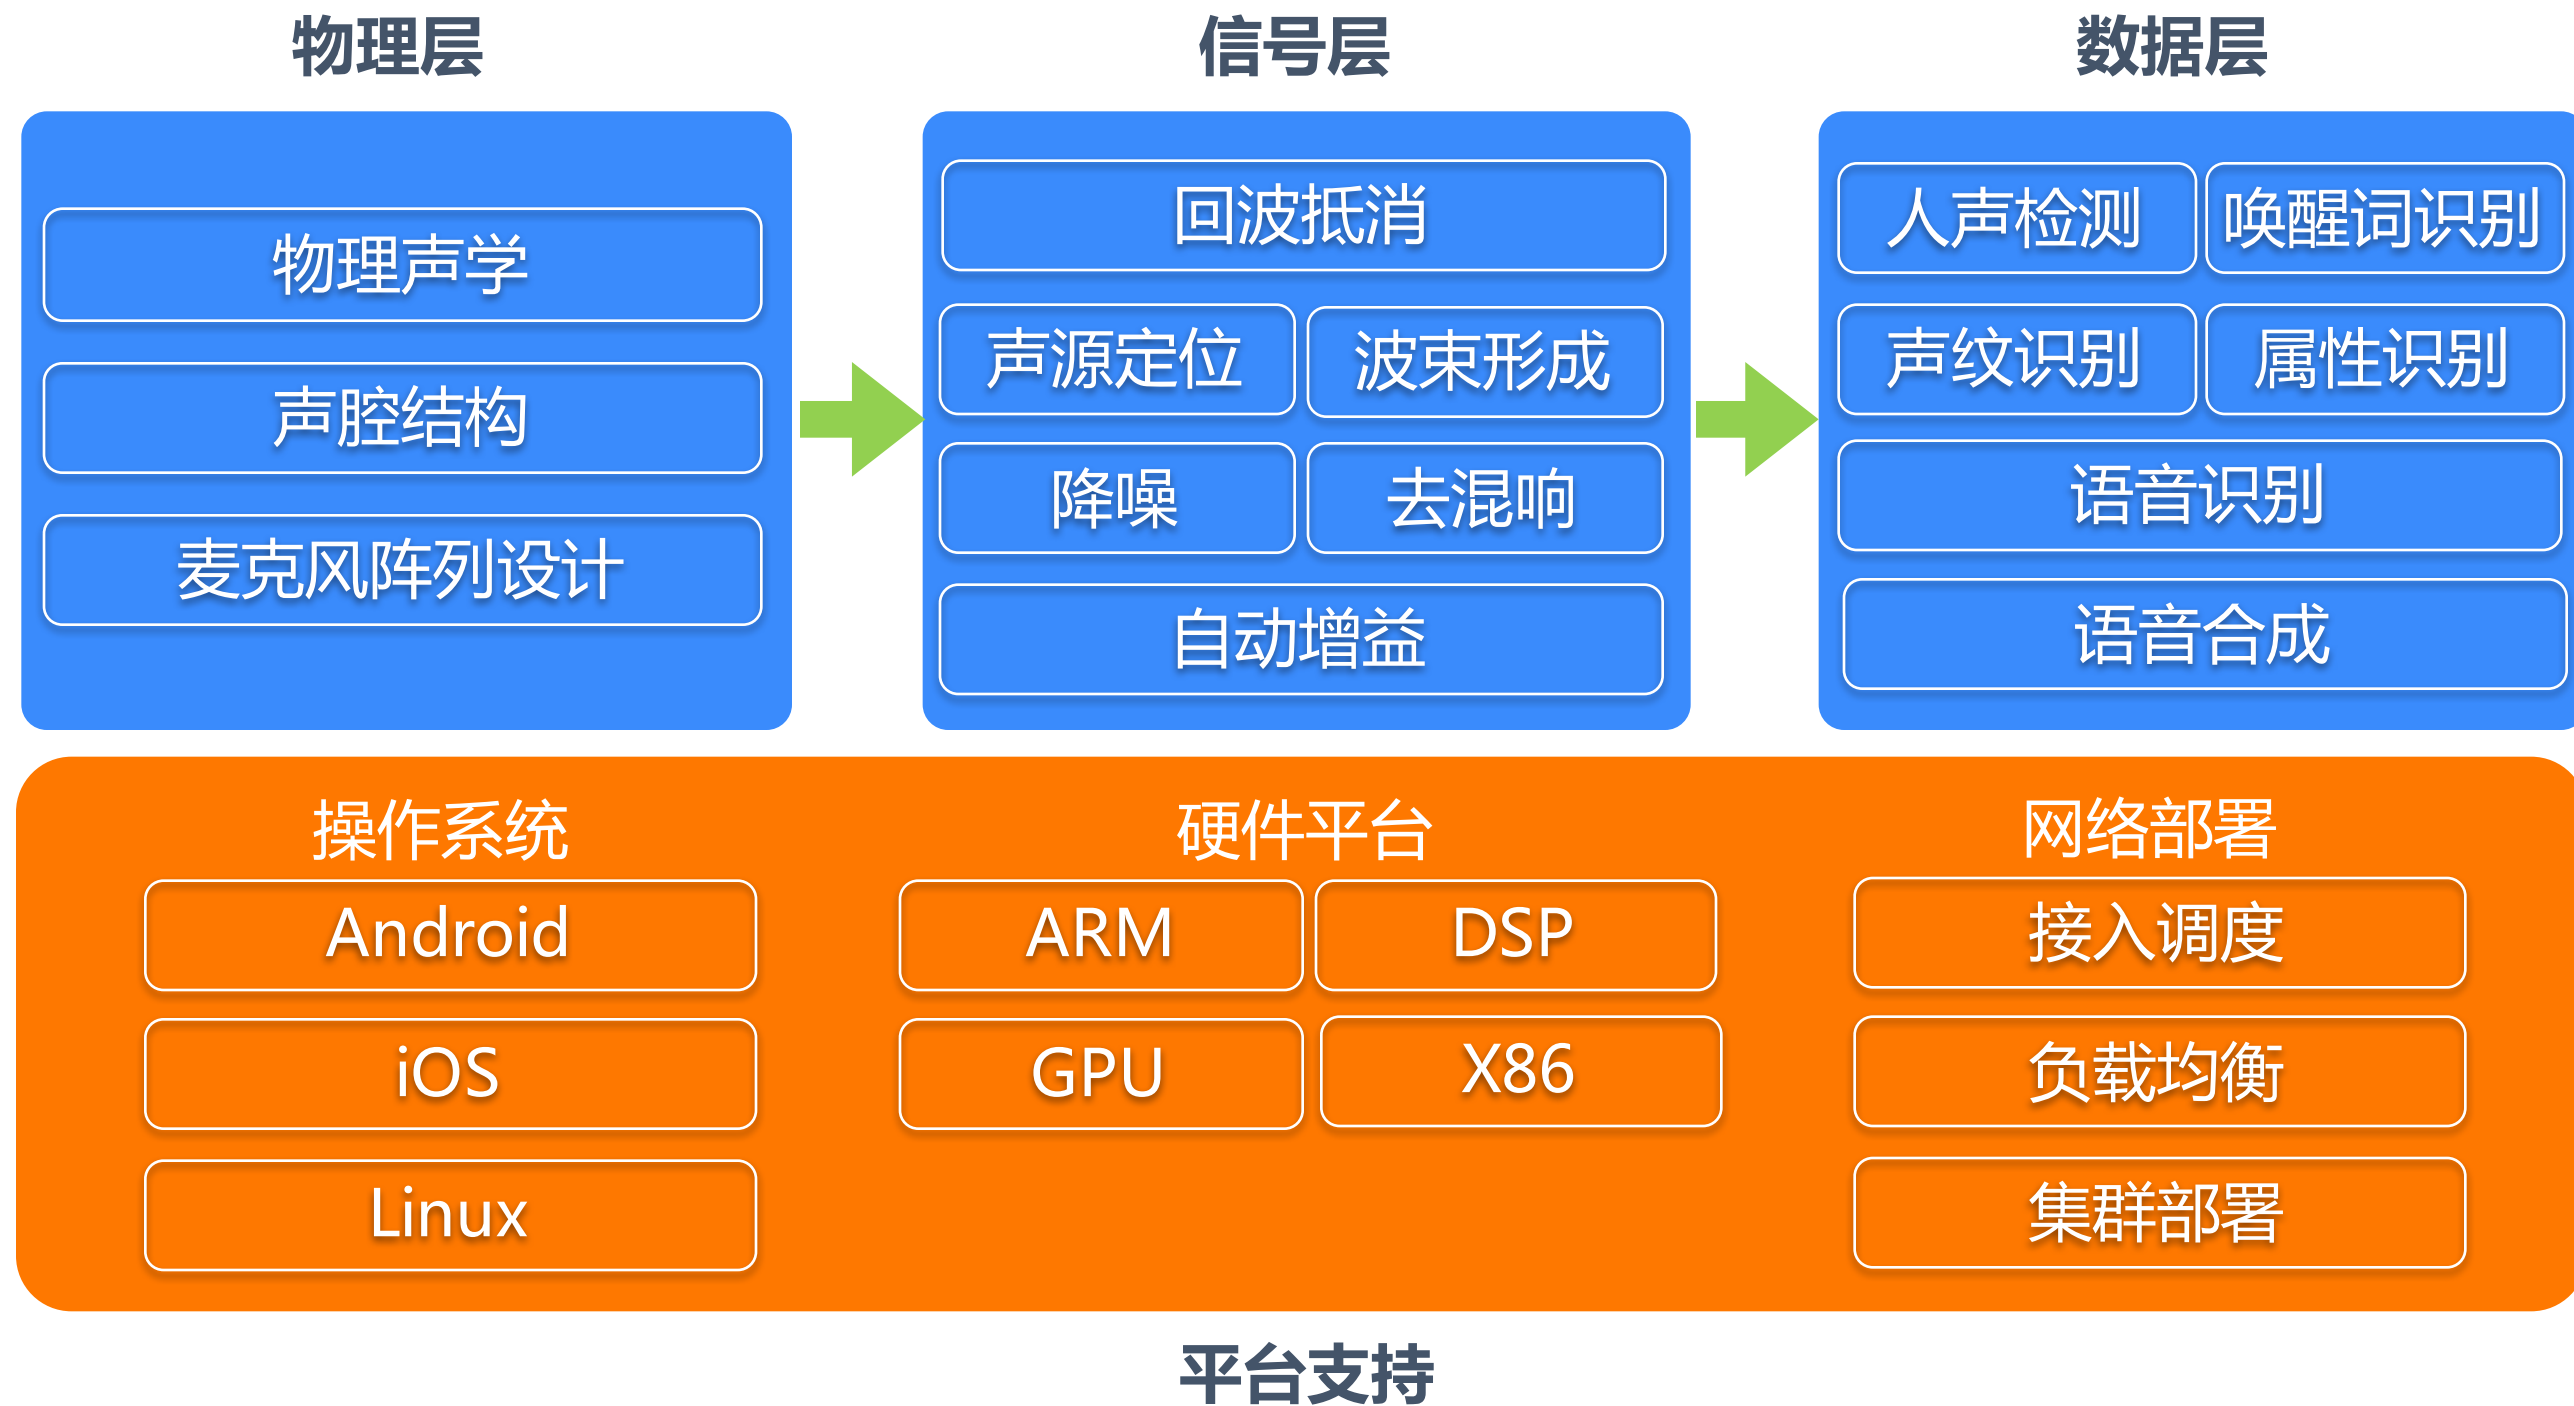 物理层
信号层
数据层
物理声学
声腔结构
麦克风阵列设计
回波抵消
声源定位
波束形成
降噪
去混响
自动增益
人声检测
唤醒词识别
声纹识别
属性识别
语音识别
语音合成
操作系统
Android
iOS
Linux
硬件平台
ARM
DSP
GPU
X86
网络部署
接入调度
负载均衡
集群部署
平台支持